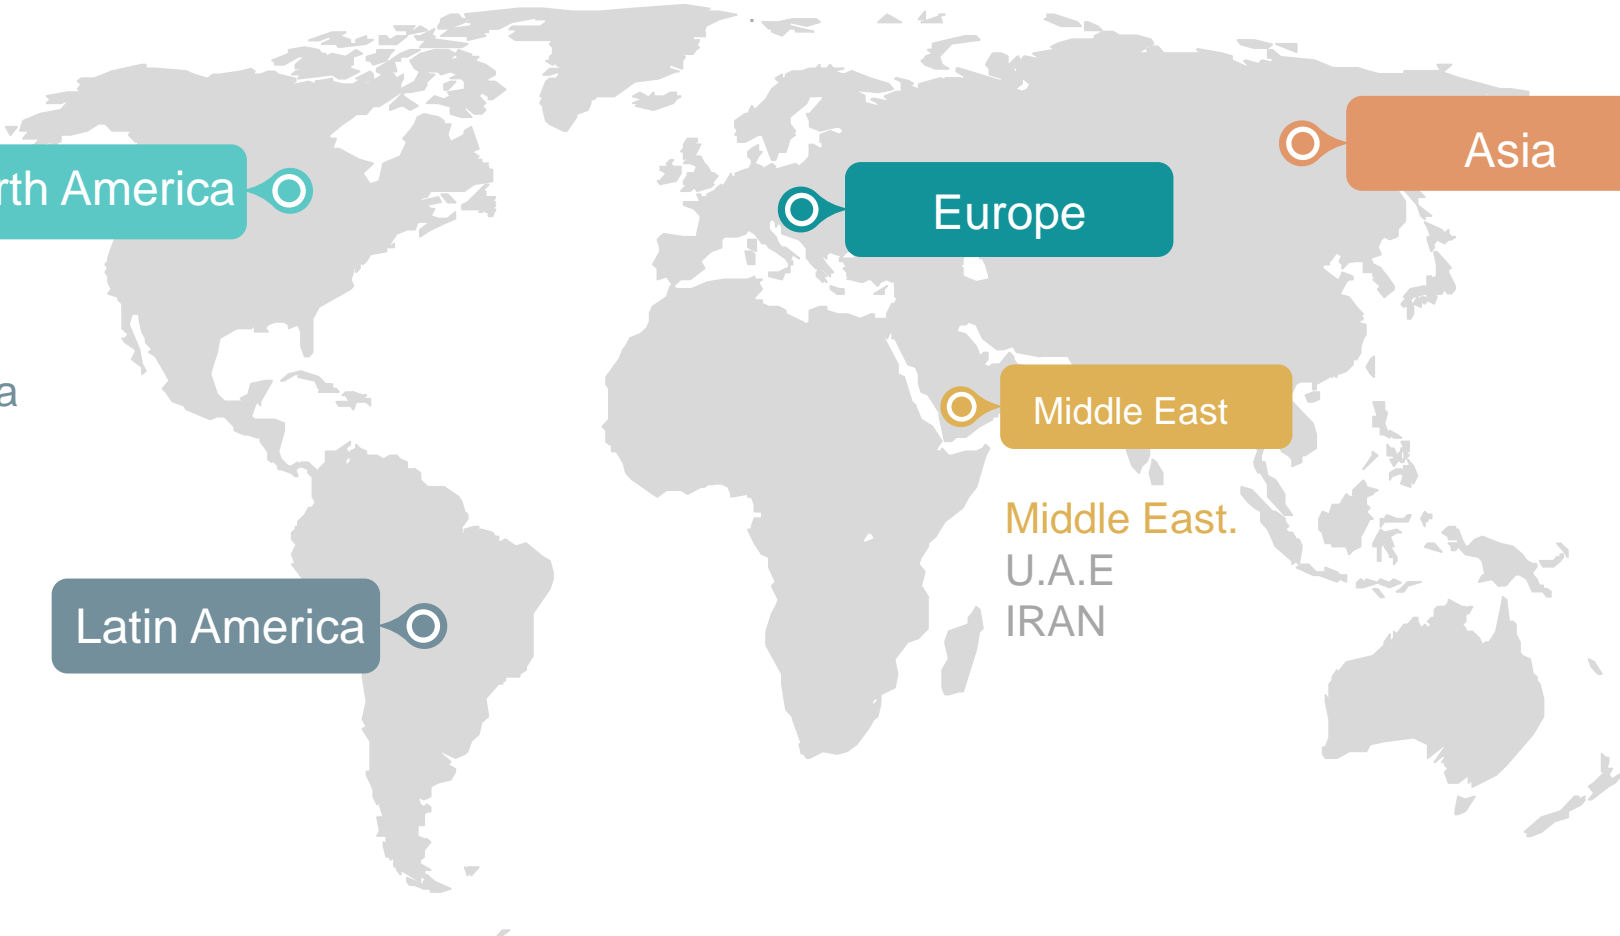 Asia
rth America
Europe
a
Middle East
Middle East.
U.A.E
IRAN
Latin America